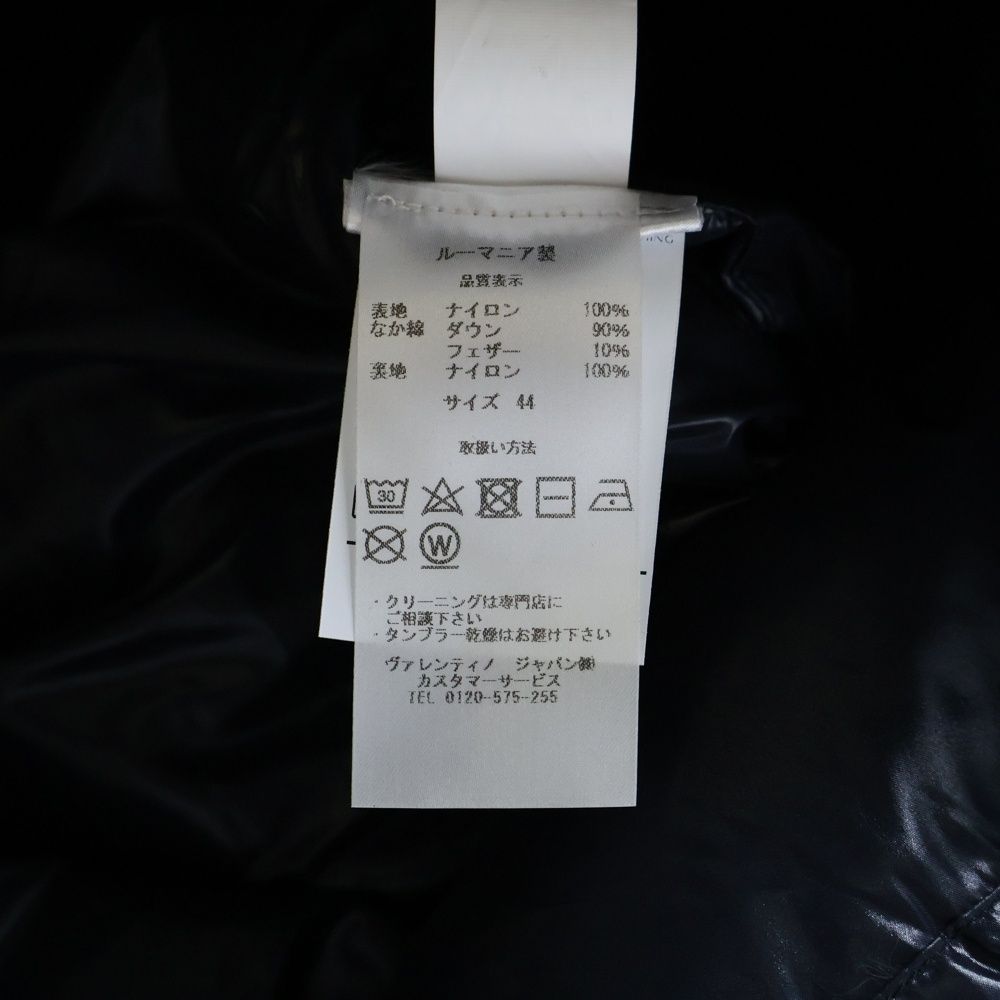 ルーマニア製
品質表示
表地 ナイロン 100%
なか綿 ダウン 90%
フェザー 10%
裏地 ナイロン 100%
サイズ 44
取扱い方法
30
W
・クリーニングは専門店に
ご相談下さい
・タンブラー乾燥はお避け下さい
ヴァレンティノ ジャパン㈱
カスタマーサービス
TEL 0120-575-255